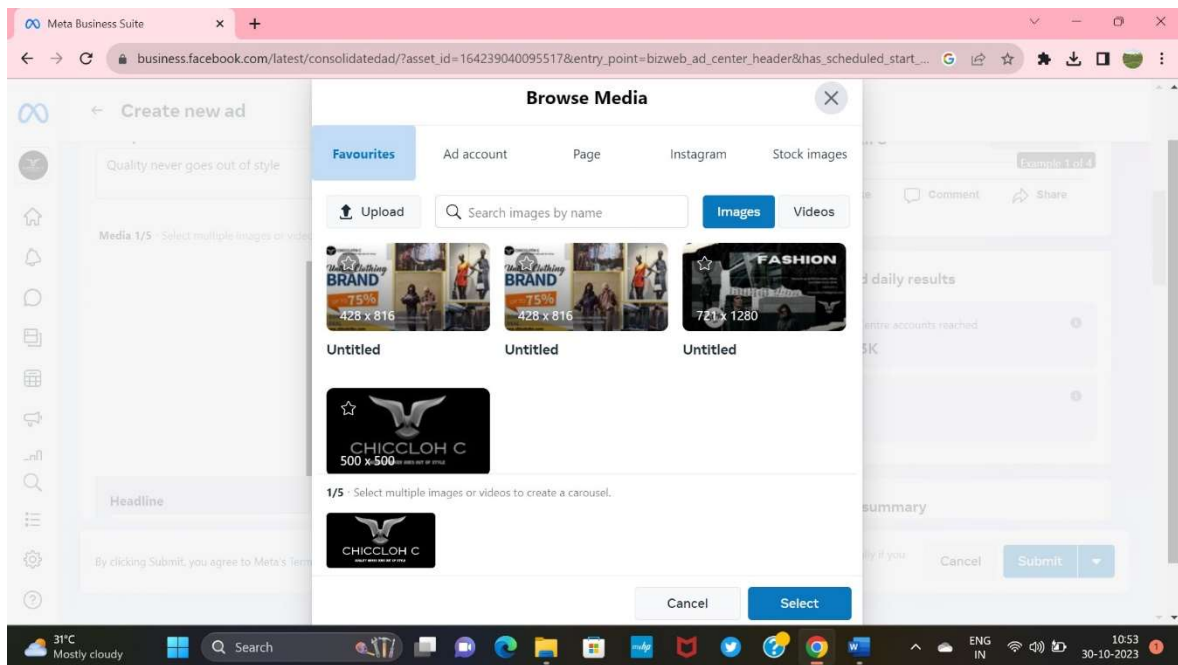 Meta Business Suite
business.facebook.com/latest/consolidatedad/?asset_id=164239040095517&entry_point=bizweb_ad_center_header&has_scheduled_start_...
Create new ad
Quality never goes out of style
Media 1/5 · Select multiple images or video
Headline
By clicking Submit, you agree to Meta's Term
Browse Media
Favourites
Ad account
Page
Instagram
Stock images
Upload
Search images by name
Images
Videos
BRAND
75%
428 x 816
Untitled
BRAND
75%
428 x 816
Untitled
FASHION
721 x 1280
Untitled
CHICCLOH C
500 x 500
1/5 · Select multiple images or videos to create a carousel.
CHICCLOH C
Cancel
Select
Example 1 of 4
Comment
Share
d daily results
entre accounts reached
summary
Cancel
Submit
31°C
Mostly cloudy
Search
ENG
IN
10:53
30-10-2023
1